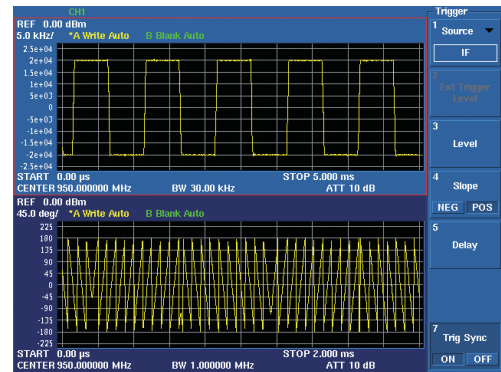 CH1
REF 0.00 dBm
5.0 kHz/ *A Write Auto B Blank Auto
2.5e+04
2e+04
1e+04
1e+04
5e+03
0
-5e+03
-1e+04
-1e+04
-2e+04
-2.5e+04
START 0.00 µs STOP 5.000 ms
CENTER 950.000000 MHz BW 30.00 kHz ATT 10 dB
REF 0.00 dBm
45.0 deg/ *A Write Auto B Blank Auto
225
180
135
90
45
0
-45
-90
-135
-180
-225
START 0.00 µs STOP 2.000 ms
CENTER 950.000000 MHz BW 1.000000 MHz ATT 10 dB
Trigger
1 Source
IF
2 Ext Trigger
Level
3
Level
4
Slope
NEG POS
5
Delay
7
Trig Sync
ON OFF